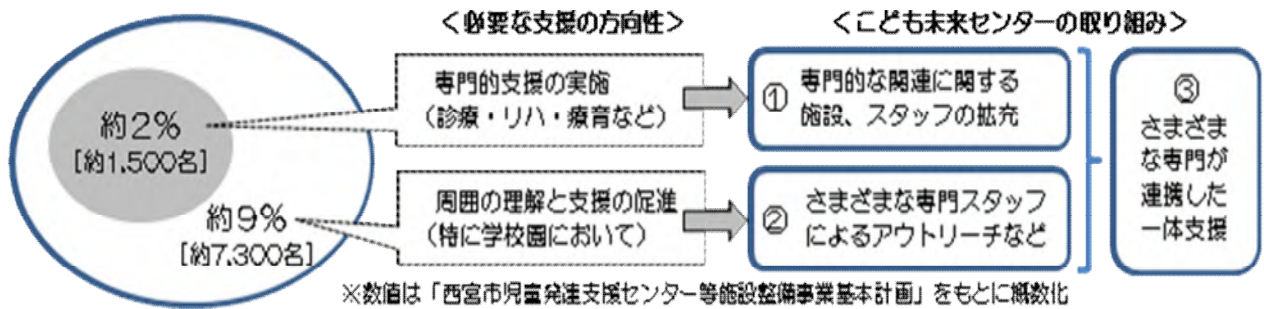 ＜必要な支援の方向性＞
＜こども未来センターの取り組み＞
約2%
[約1,500名]
約9%
[約7,300名]
専門的支援の実施
（診療・リハ・療育など）
周囲の理解と支援の促進
（特に学校園において）
① 専門的な関連に関する
施設、スタッフの拡充
② さまざまな専門スタッフ
によるアウトリーチなど
③
さまざま
な専門が
連携した
一体支援
※数値は「西宮市児童発達支援センター等施設整備事業基本計画」をもとに概数化